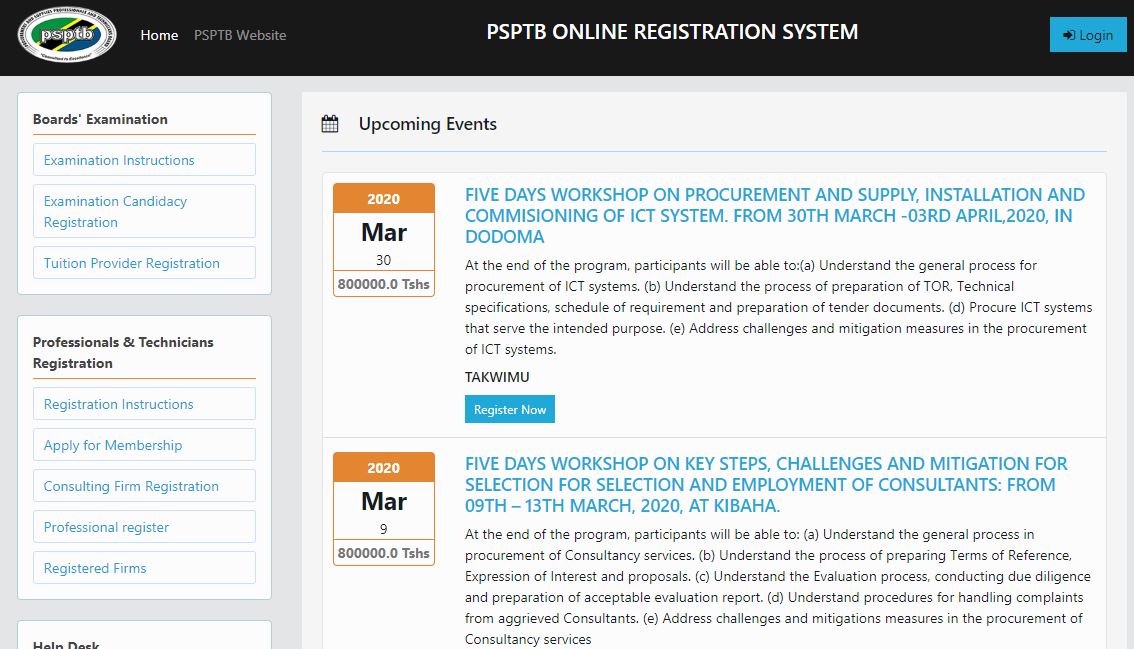 psptb
Home
PSPTB Website
PSPTB ONLINE REGISTRATION SYSTEM
Login
Boards' Examination
Examination Instructions
Examination Candidacy
Registration
Tuition Provider Registration
Professionals & Technicians
Registration
Registration Instructions
Apply for Membership
Consulting Firm Registration
Professional register
Registered Firms
Help Desk
Upcoming Events
2020
Mar
30
800000.0 Tshs
FIVE DAYS WORKSHOP ON PROCUREMENT AND SUPPLY, INSTALLATION AND
COMMISIONING OF ICT SYSTEM. FROM 30TH MARCH -03RD APRIL,2020, IN
DODOMA
At the end of the program, participants will be able to:(a) Understand the general process for
procurement of ICT systems. (b) Understand the process of preparation of TOR, Technical
specifications, schedule of requirement and preparation of tender documents. (d) Procure ICT systems
that serve the intended purpose. (e) Address challenges and mitigation measures in the procurement
of ICT systems.
TAKWIMU
Register Now
2020
Mar
9
800000.0 Tshs
FIVE DAYS WORKSHOP ON KEY STEPS, CHALLENGES AND MITIGATION FOR
SELECTION FOR SELECTION AND EMPLOYMENT OF CONSULTANTS: FROM
09TH – 13TH MARCH, 2020, AT KIBAHA.
At the end of the program, participants will be able to: (a) Understand the general process in
procurement of Consultancy services. (b) Understand the process of preparing Terms of Reference,
Expression of Interest and proposals. (c) Understand the Evaluation process, conducting due diligence
and preparation of acceptable evaluation report. (d) Understand procedures for handling complaints
from aggrieved Consultants. (e) Address challenges and mitigations measures in the procurement of
Consultancy services